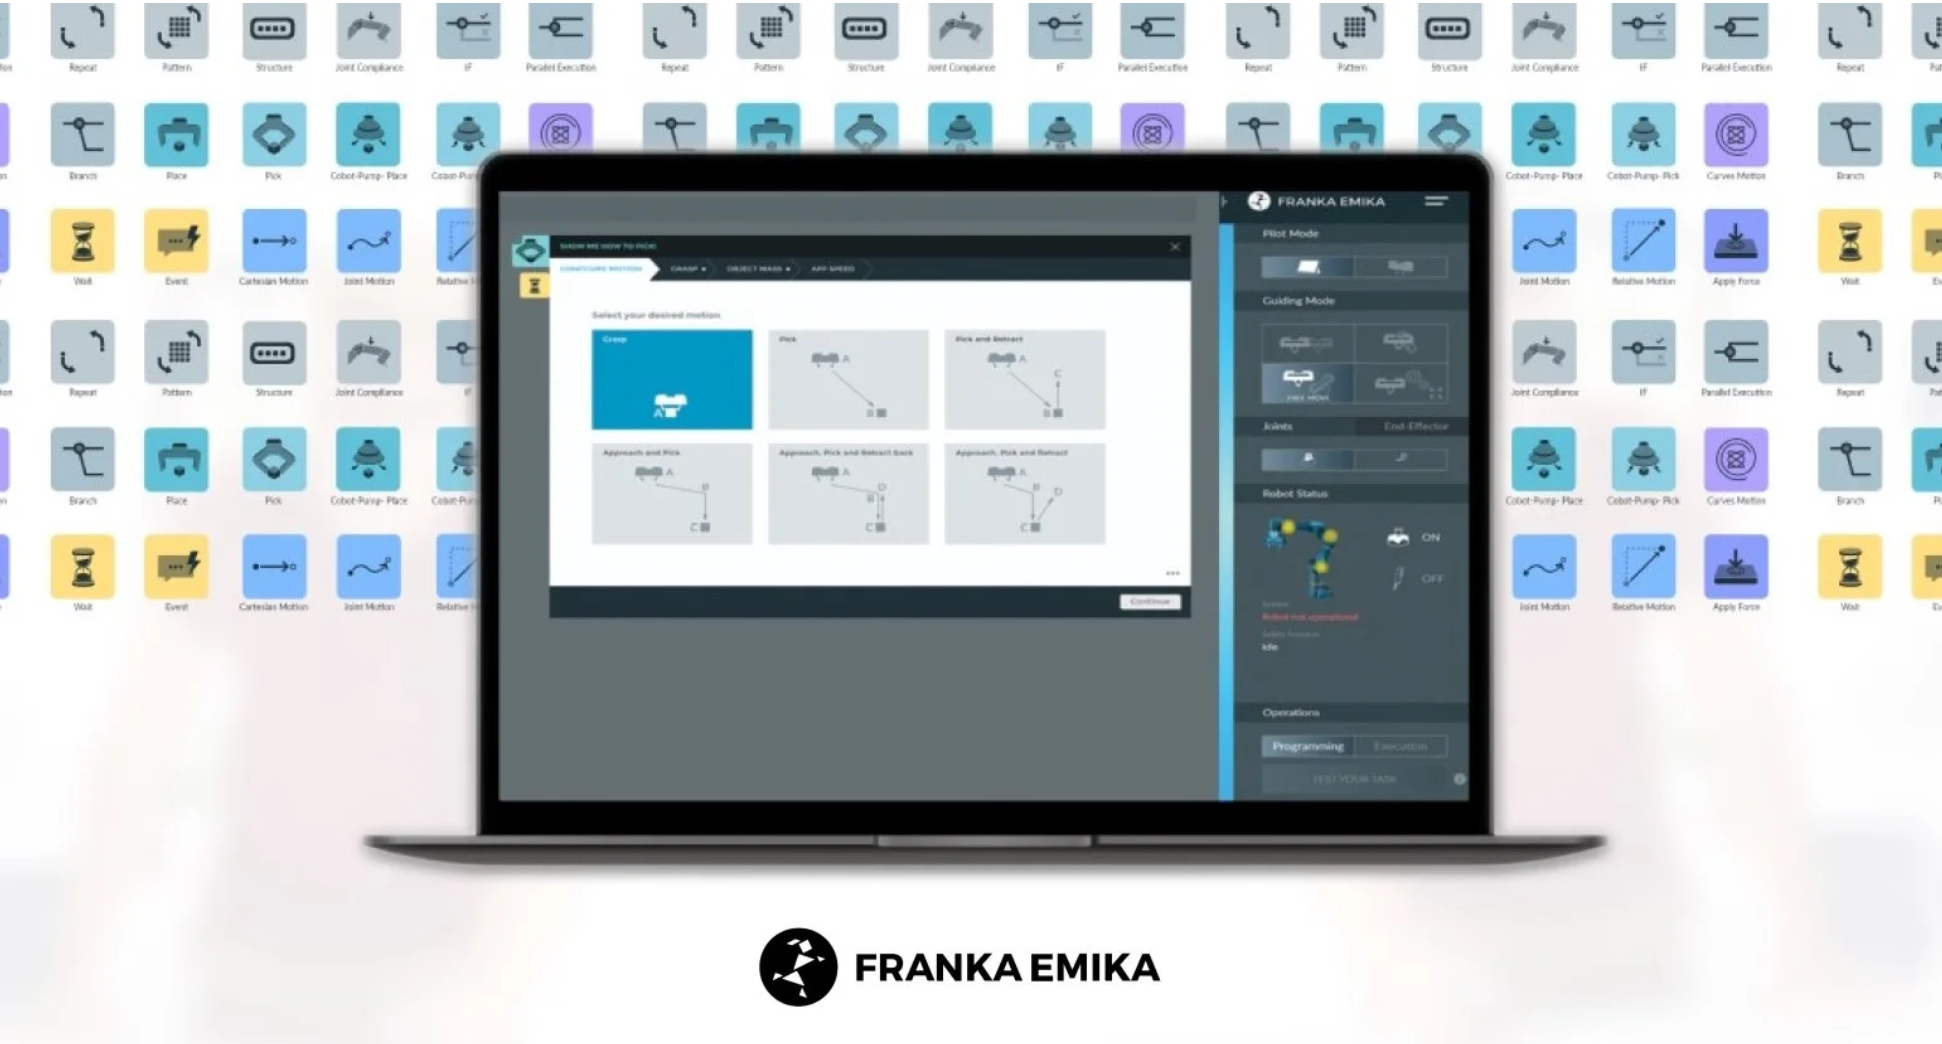 Repeat Pattern Structure Joint Compliance IF Parallel Execution Repeat Pattern Structure Joint Compliance IF Parallel Execution Repeat Pattern Structure Joint Compliance IF Parallel Execution Repeat
Branch Place Pick Cobot-Pump- Place
Cobot-Pump- Place Cobot-Pump- Pick Curves Motion Branch
Wait Event Cartesian Motion Joint Motion Relative
Joint Motion Relative Motion Apply Force Wait
Repeat Pattern Structure Joint Compliance IF
Joint Compliance IF Parallel Execution Repeat
Branch Place Pick Cobot-Pump- Place
Cobot-Pump- Place Cobot-Pump- Pick Curves Motion Branch
Wait Event Cartesian Motion Joint Motion Relative
Joint Motion Relative Motion Apply Force Wait
SHOW ME HOW TO PICK!
CONFIGURE MOTION GRASP OBJECT MASS APP SPEED
Select your desired motion
Grasp
A
Pick
A
B
Pick and Retract
A
C
B
Approach and Pick
A
B
C
Approach, Pick and Retract back
A
B D
C
Approach, Pick and Retract
A
B D
C
Continue
FRANKA EMIKA
Pilot Mode
Guiding Mode
FREE MOVE
Joints End-Effector
Robot Status
ON
OFF
Robot not operational
Idle
Operations
Programming Execution
TEST YOUR TASK
FRANKA EMIKA